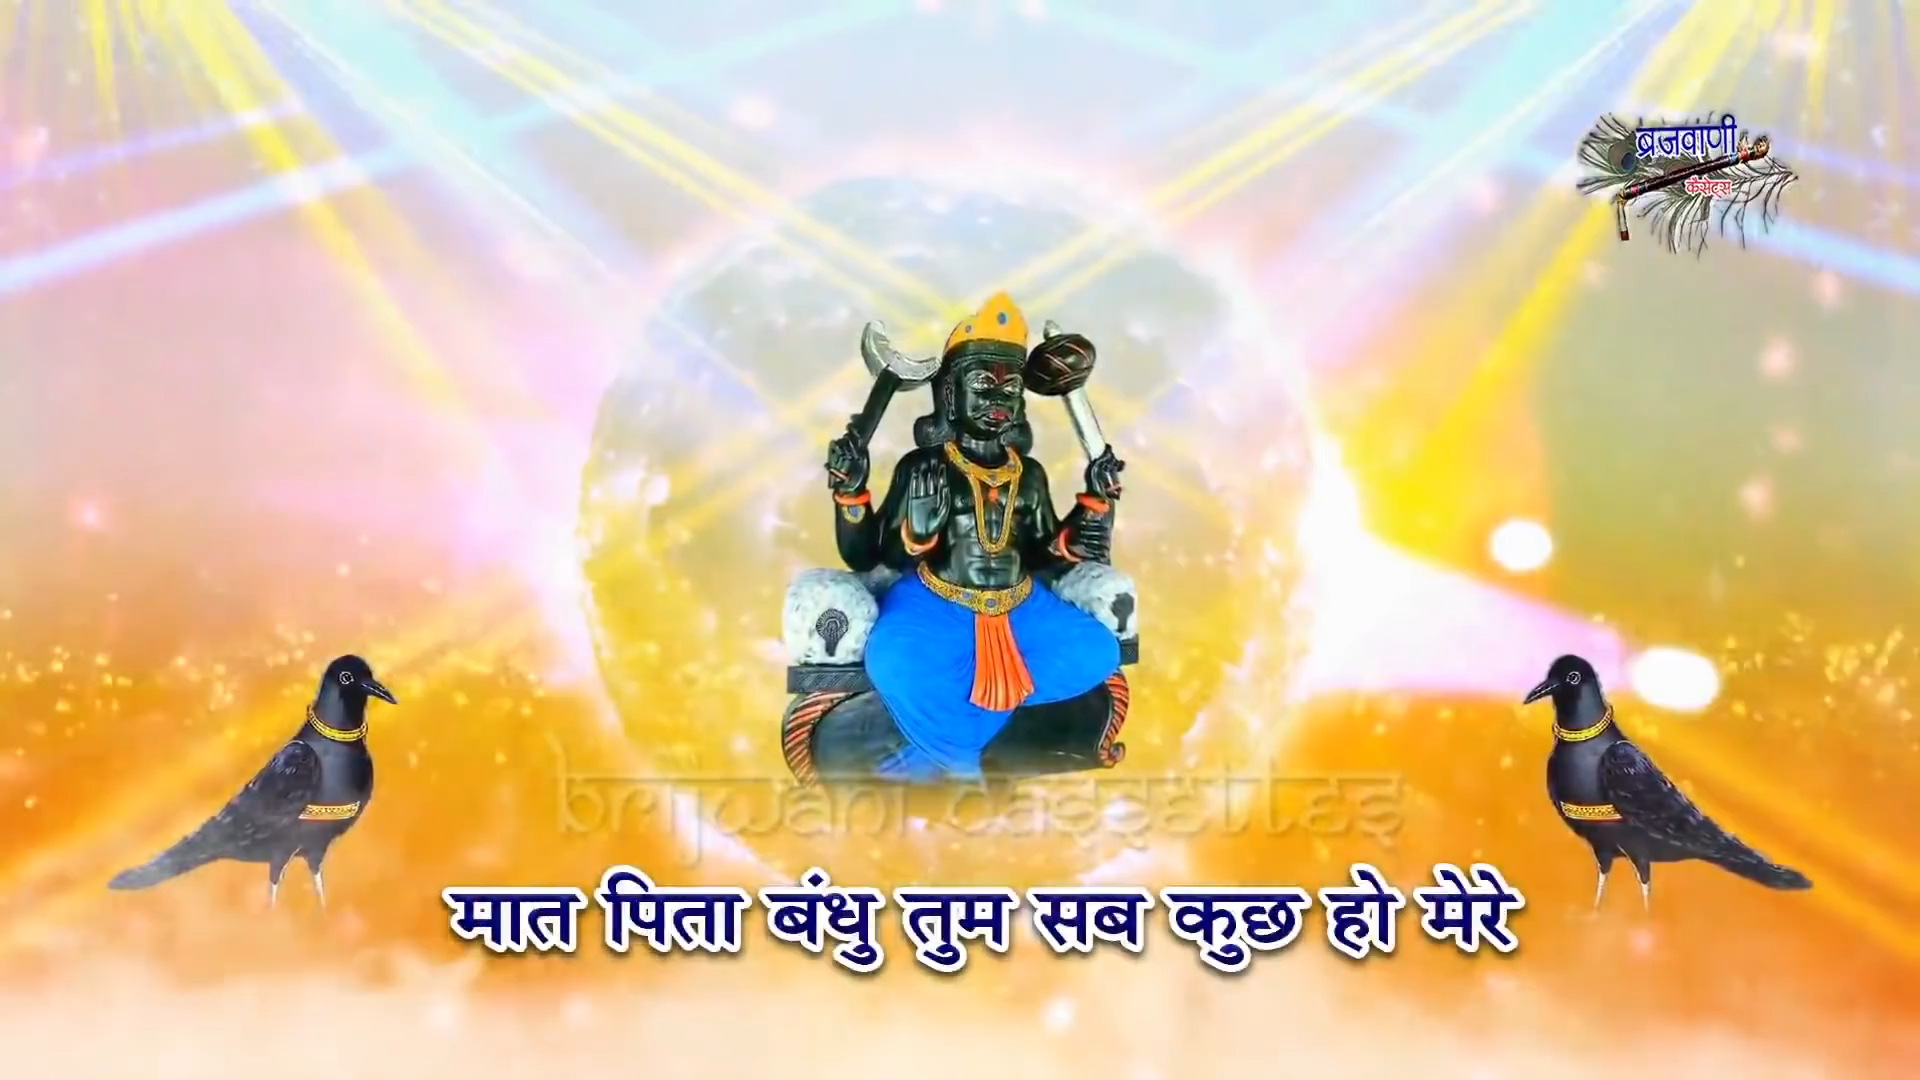 ब्रजवाणी
कैसेट्स
brijwani cassettes
मात पिता बंधु तुम सब कुछ हो मेरे